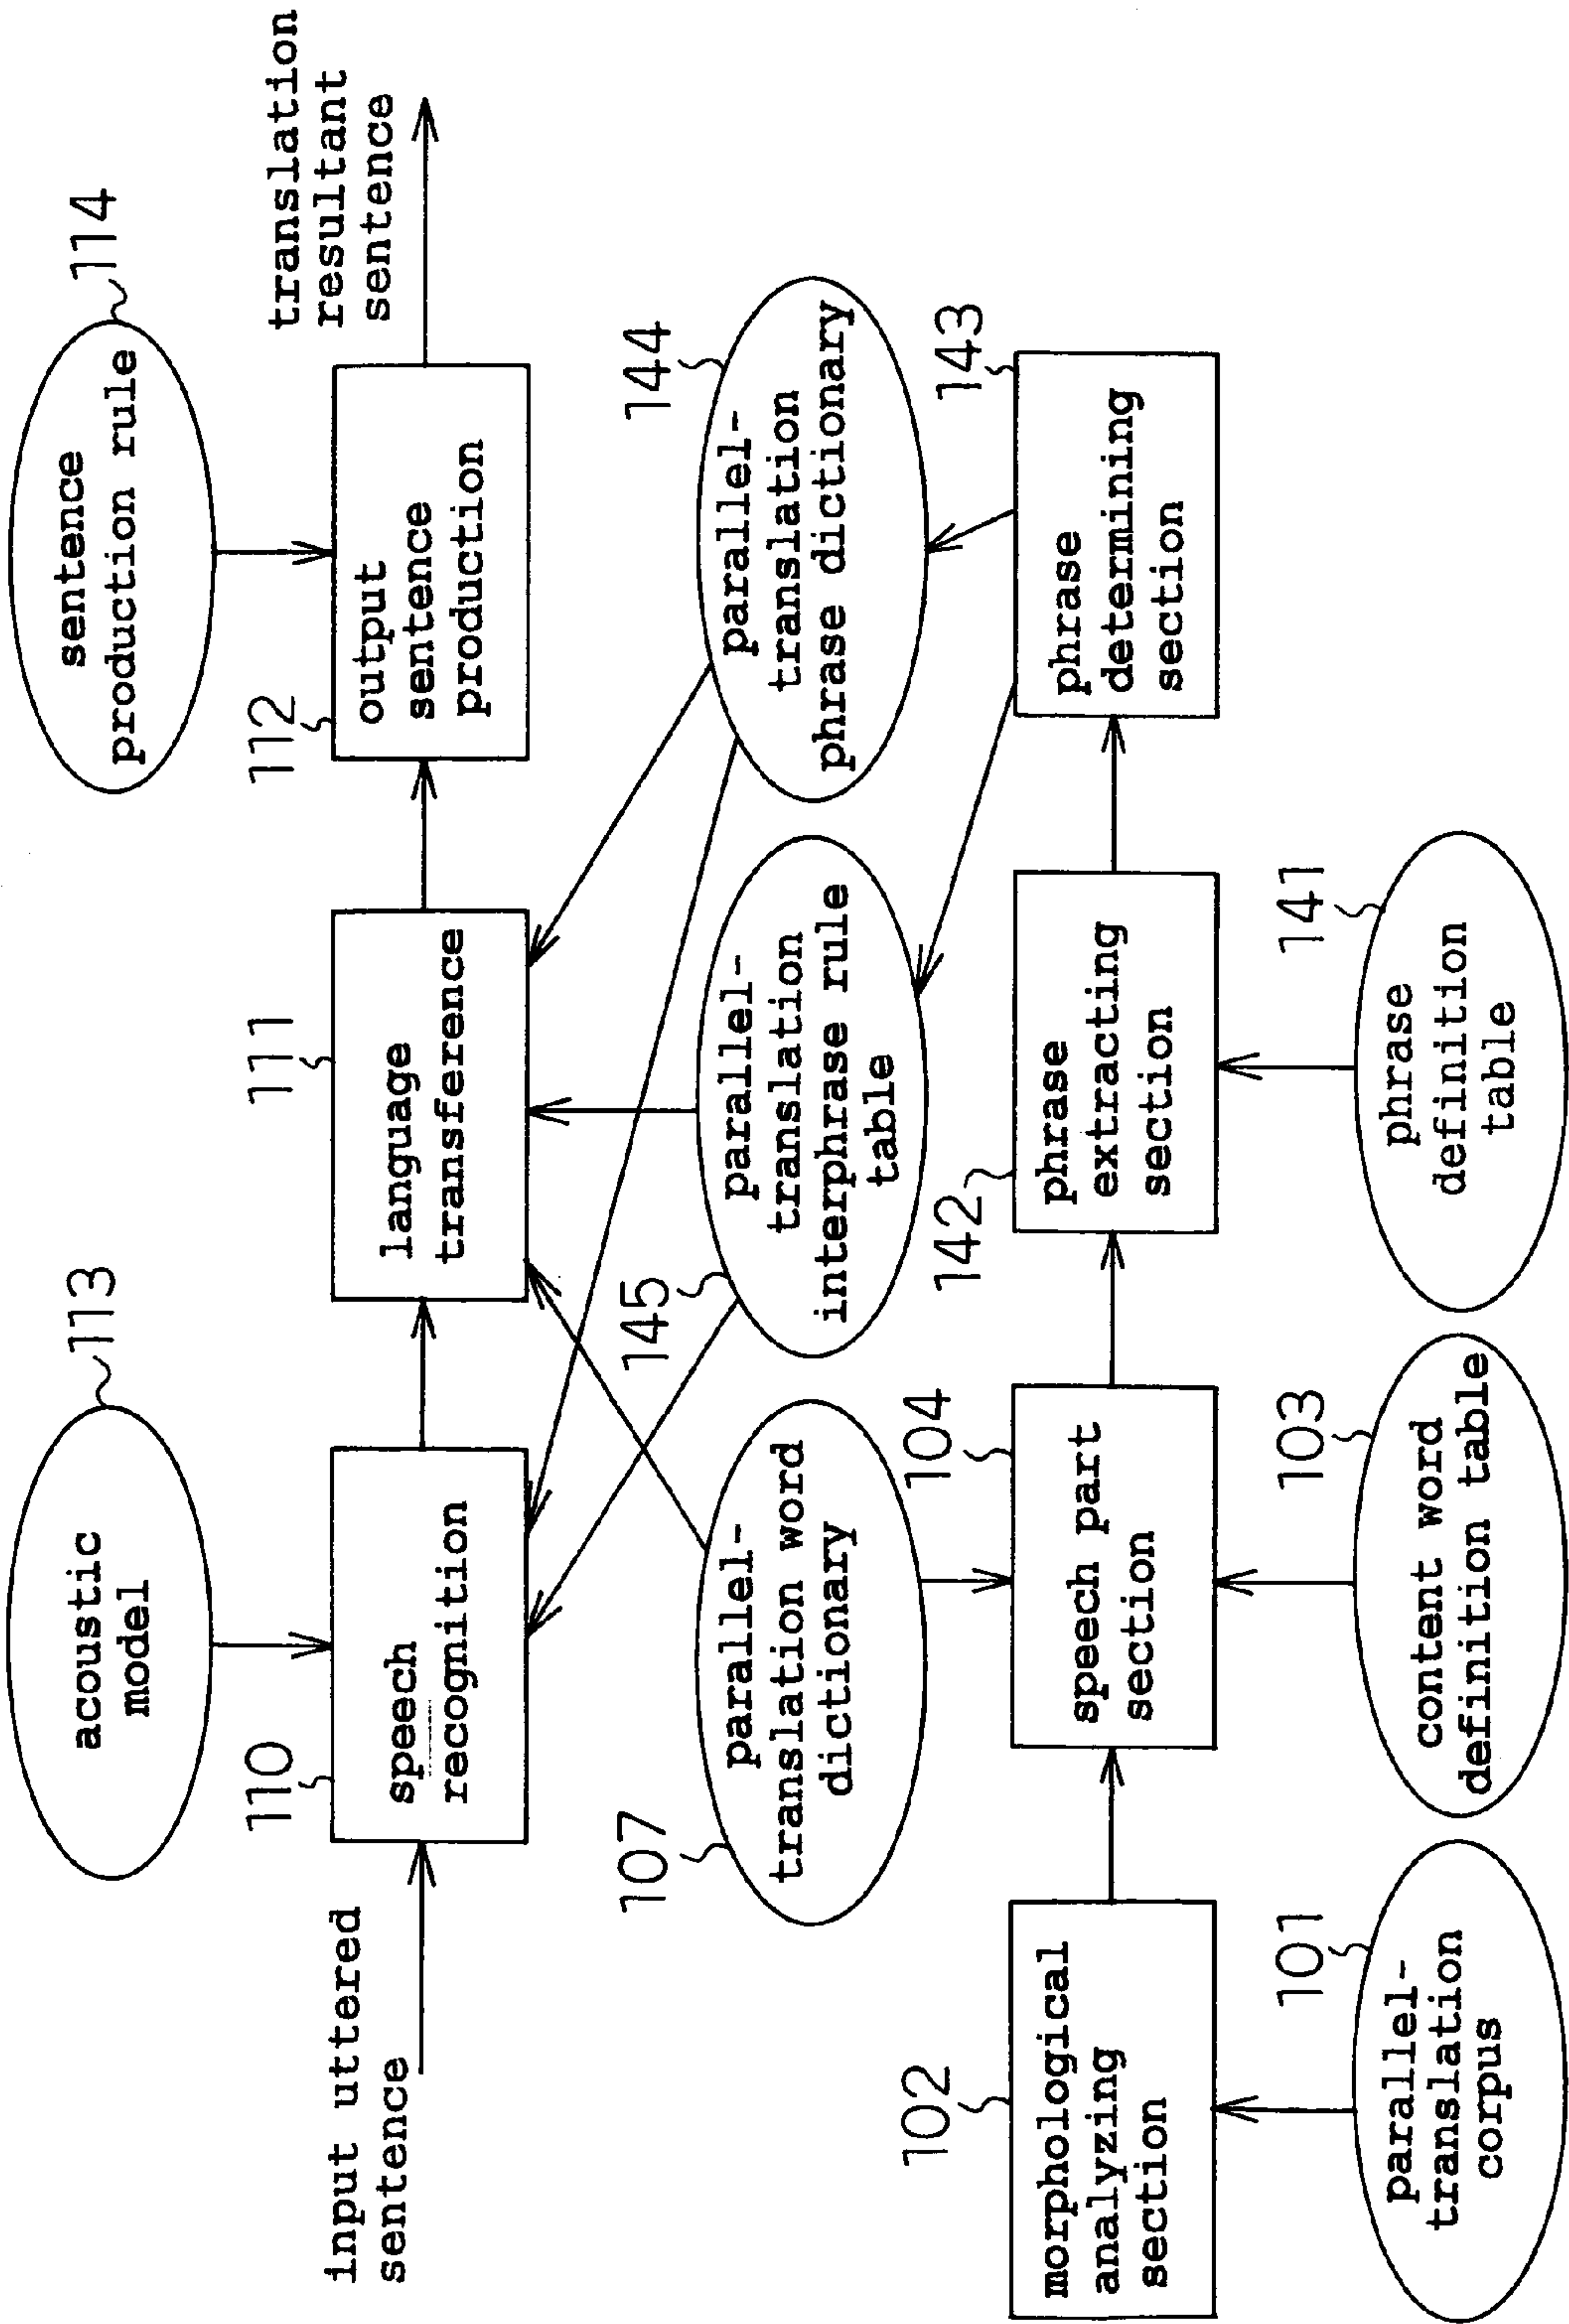 113
acoustic
model
114
sentence
production rule
input uttered
sentence
110
speech
recognition
111
language
transference
112
output
sentence
production
translation
resultant
sentence
107
parallel-
translation word
dictionary
145
parallel-
translation
interphrase rule
table
144
parallel-
translation
phrase dictionary
102
morphological
analyzing
section
104
speech part
section
142
phrase
extracting
section
143
phrase
determining
section
101
parallel-
translation
corpus
103
content word
definition table
141
phrase
definition
table